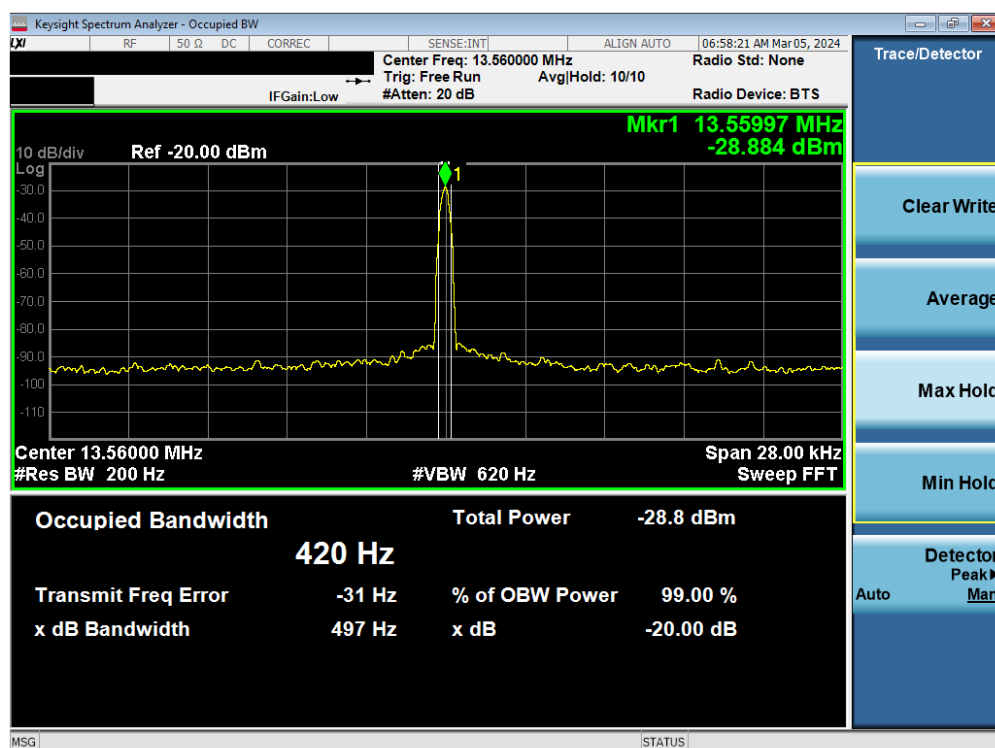 Keysight Spectrum Analyzer - Occupied BW
LXI RF 50 Ω DC CORREC SENSE:INT ALIGN AUTO 06:58:21 AM Mar 05, 2024
Center Freq: 13.560000 MHz Radio Std: None
Trig: Free Run Avg|Hold: 10/10
IFGain:Low #Atten: 20 dB Radio Device: BTS
Trace/Detector
Mkr1 13.55997 MHz
-28.884 dBm
10 dB/div Ref -20.00 dBm
Log
1
-30.0
-40.0
-50.0
-60.0
-70.0
-80.0
-90.0
-100
-110
Center 13.56000 MHz Span 28.00 kHz
#Res BW 200 Hz #VBW 620 Hz Sweep FFT
Occupied Bandwidth Total Power -28.8 dBm
420 Hz
Transmit Freq Error -31 Hz % of OBW Power 99.00 %
x dB Bandwidth 497 Hz x dB -20.00 dB
Clear Write
Average
Max Hold
Min Hold
Detector
Peak▶
Auto Man
MSG STATUS